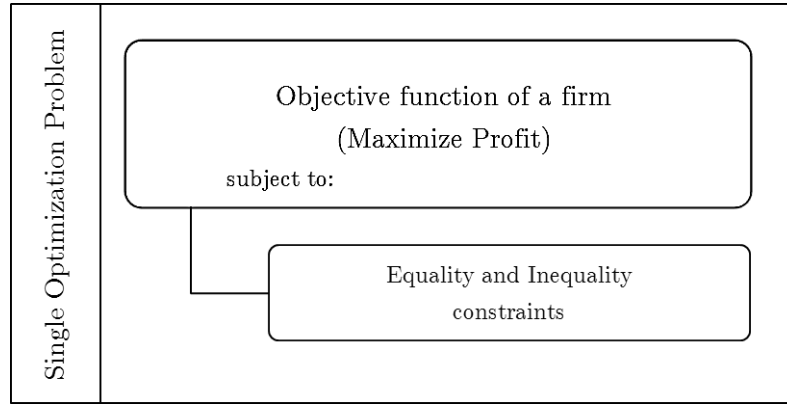 Single Optimization Problem
Objective function of a firm
(Maximize Profit)
subject to:
Equality and Inequality
constraints